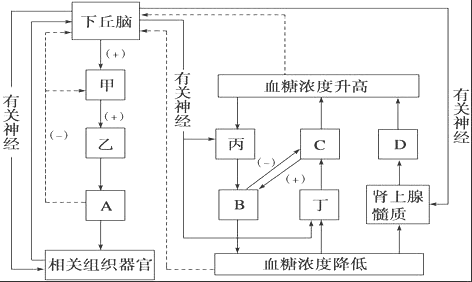 下丘脑
(+)
甲
(+)
乙
(-)
A
相关组织器官
有关神经
有关神经
血糖浓度升高
丙
C
D
(-)
(+)
B
丁
肾上腺
髓质
血糖浓度降低
有关神经